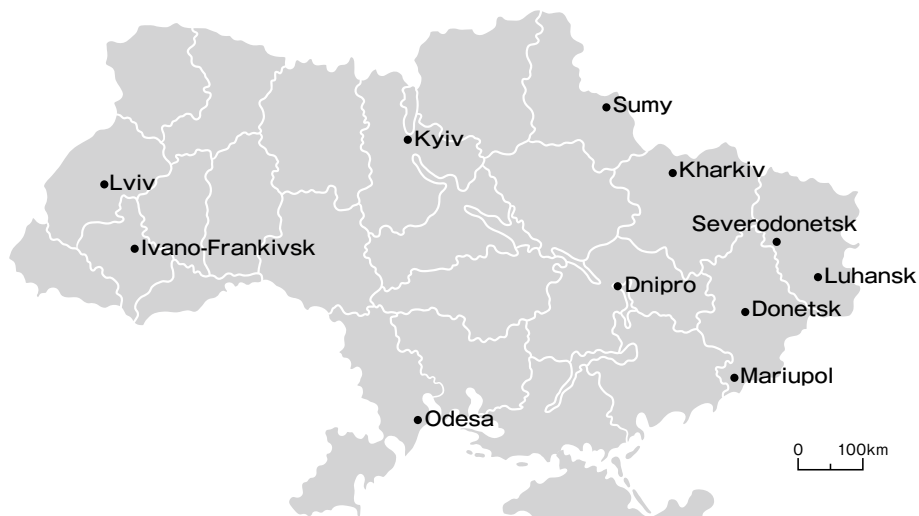 Sumy
Kyiv
Kharkiv
Lviv
Severodonetsk
Ivano-Frankivsk
Luhansk
Dnipro
Donetsk
Mariupol
Odesa
0 100km